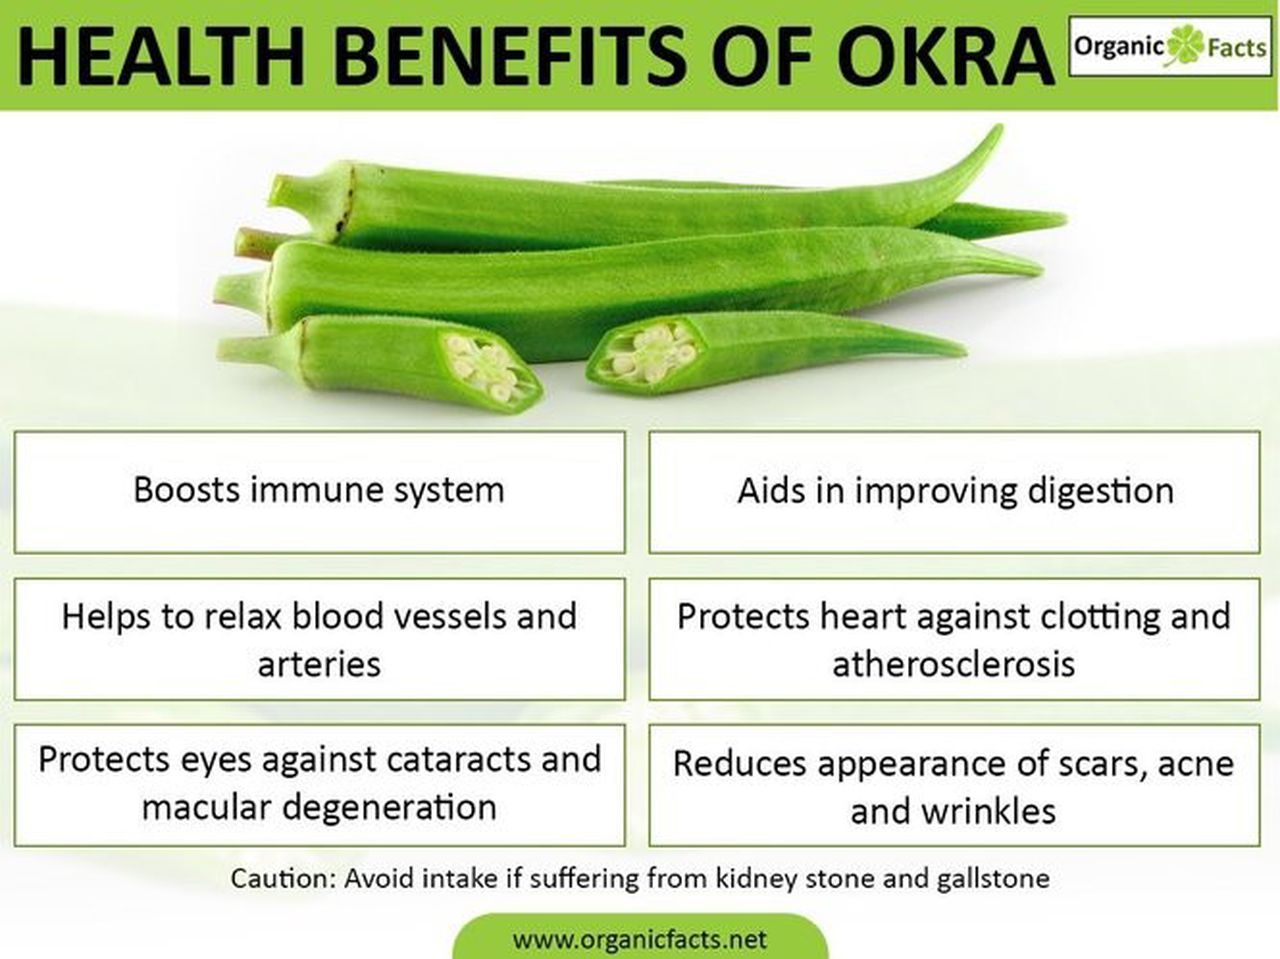 HEALTH BENEFITS OF OKRA
Organic Facts
Boosts immune system
Aids in improving digestion
Helps to relax blood vessels and
arteries
Protects heart against clotting and
atherosclerosis
Protects eyes against cataracts and
macular degeneration
Reduces appearance of scars, acne
and wrinkles
Caution: Avoid intake if suffering from kidney stone and gallstone
www.organicfacts.net